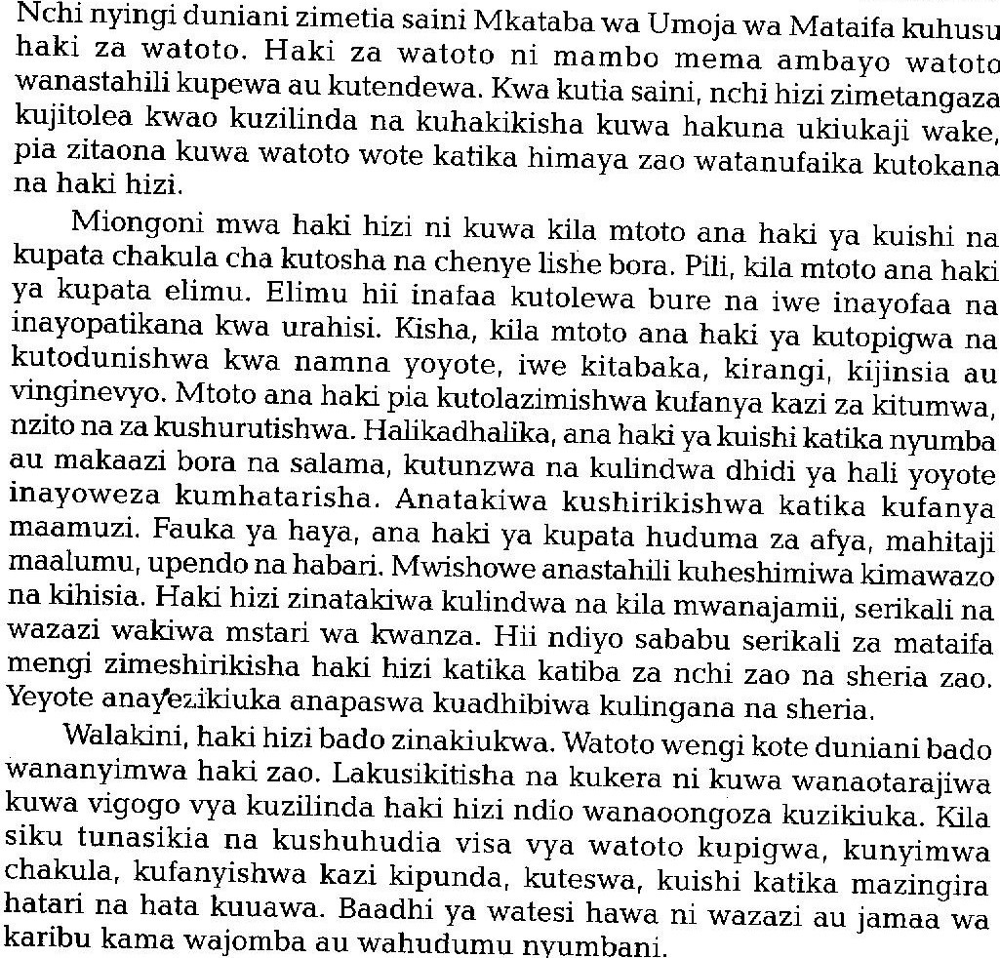 Nchi nyingi duniani zimetia saini Mkataba wa Umoja wa Mataifa kuhusu
haki za watoto. Haki za watoto ni mambo mema ambayo watoto
wanastahili kupewa au kutendewa. Kwa kutia saini, nchi hizi zimetangaza
kujitolea kwao kuzilinda na kuhakikisha kuwa hakuna ukiukaji wake,
pia zitaona kuwa watoto wote katika himaya zao watanufaika kutokana
na haki hizi.
Miongoni mwa haki hizi ni kuwa kila mtoto ana haki ya kuishi na
kupata chakula cha kutosha na chenye lishe bora. Pili, kila mtoto ana haki
ya kupata elimu. Elimu hii inafaa kutolewa bure na iwe inayofaa na
inayopatikana kwa urahisi. Kisha, kila mtoto ana haki ya kutopigwa na
kutodunishwa kwa namna yoyote, iwe kitabaka, kirangi, kijinsia au
vinginevyo. Mtoto ana haki pia kutolazimishwa kufanya kazi za kitumwa,
nzito na za kushurutishwa. Halikadhalika, ana haki ya kuishi katika nyumba
au makaazi bora na salama, kutunzwa na kulindwa dhidi ya hali yoyote
inayoweza kumhatarisha. Anatakiwa kushirikishwa katika kufanya
maamuzi. Fauka ya haya, ana haki ya kupata huduma za afya, mahitaji
maalumu, upendo na habari. Mwishowe anastahili kuheshimiwa kimawazo
na kihisia. Haki hizi zinatakiwa kulindwa na kila mwanajamii, serikali na
wazazi wakiwa mstari wa kwanza. Hii ndiyo sababu serikali za mataifa
mengi zimeshirikisha haki hizi katika katiba za nchi zao na sheria zao.
Yeyote anayezikiuka anapaswa kuadhibiwa kulingana na sheria.
Walakini, haki hizi bado zinakiukwa. Watoto wengi kote duniani bado
wananyimwa haki zao. Lakusikitisha na kukera ni kuwa wanaotarajiwa
kuwa vigogo vya kuzilinda haki hizi ndio wanaoongoza kuzikiuka. Kila
siku tunasikia na kushuhudia visa vya watoto kupigwa, kunyimwa
chakula, kufanyishwa kazi kipunda, kuteswa, kuishi katika mazingira
hatari na hata kuuawa. Baadhi ya watesi hawa ni wazazi au jamaa wa
karibu kama wajomba au wahudumu nyumbani.